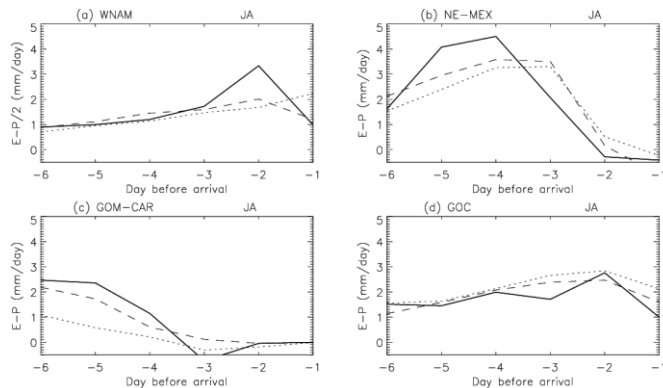 (a) WNAM JA
E-P/2 (mm/day)
5
4
3
2
1
0
-6 -5 -4 -3 -2 -1
Day before arrival
(b) NE-MEX JA
E-P (mm/day)
5
4
3
2
1
0
-6 -5 -4 -3 -2 -1
Day before arrival
(c) GOM-CAR JA
E-P (mm/day)
5
4
3
2
1
0
-6 -5 -4 -3 -2 -1
Day before arrival
(d) GOC JA
E-P (mm/day)
5
4
3
2
1
0
-6 -5 -4 -3 -2 -1
Day before arrival